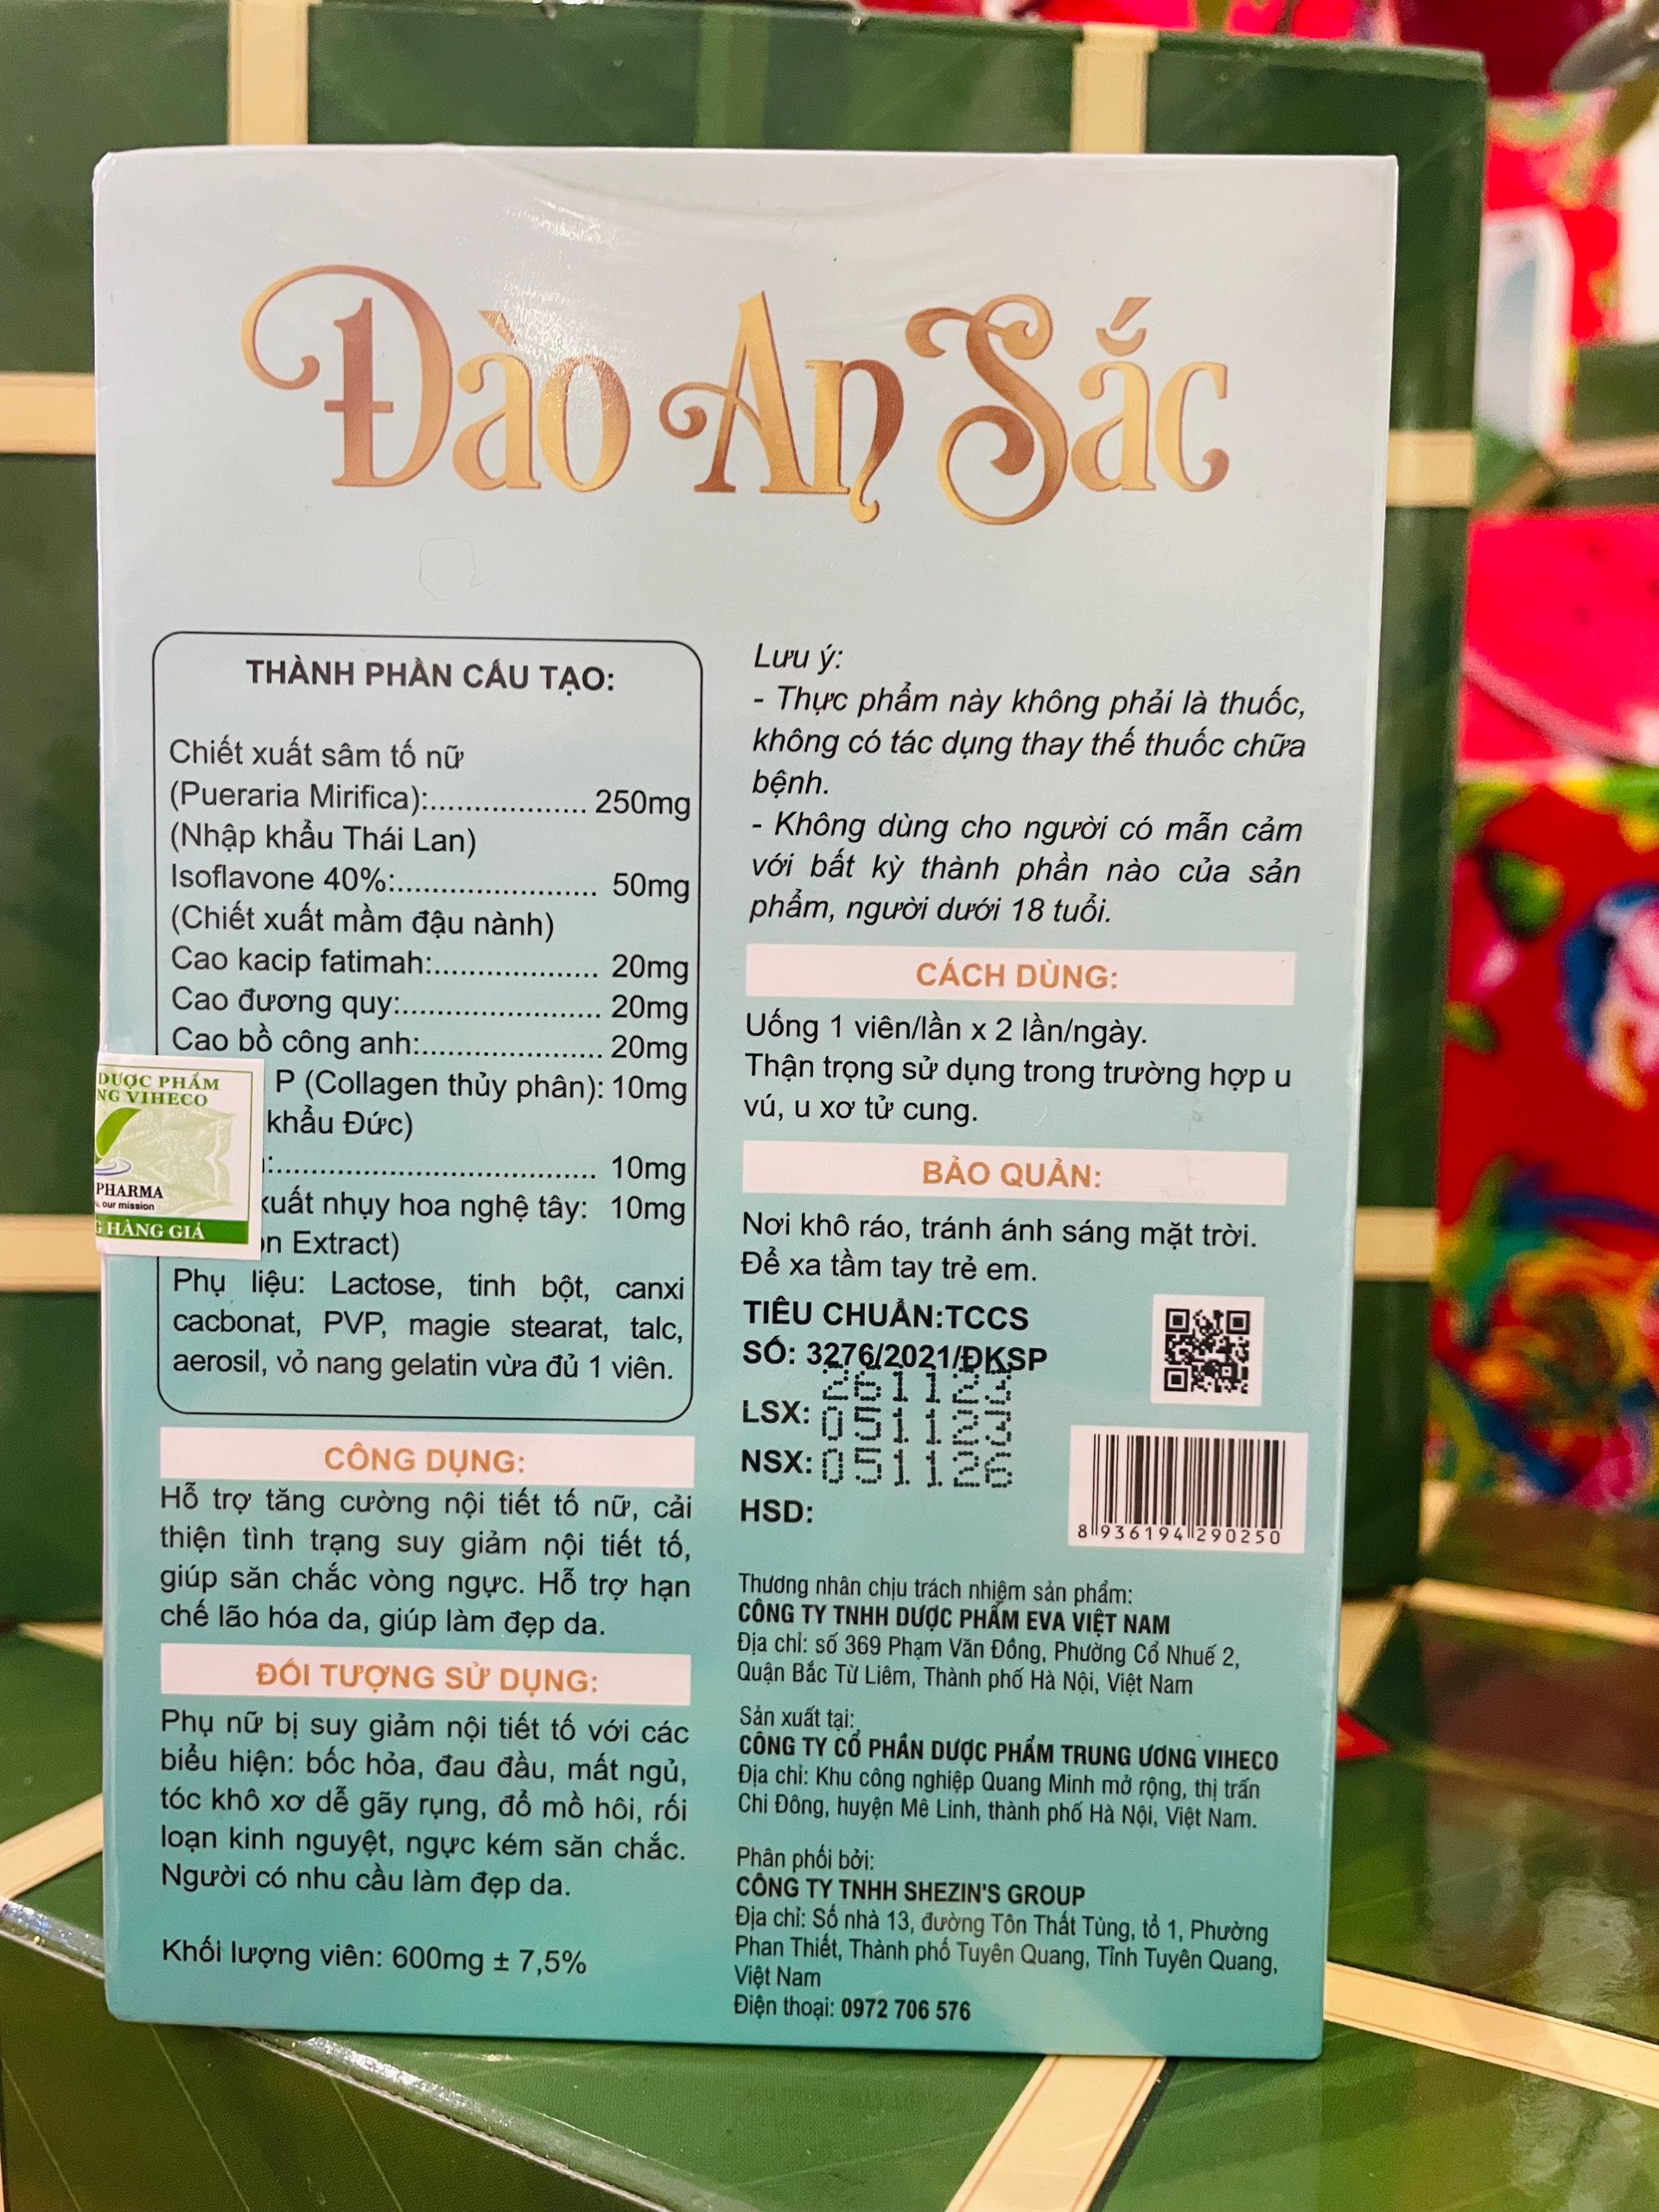 Đào An Sắc
THÀNH PHẦN CẤU TẠO:
Chiết xuất sâm tố nữ
(Pueraria Mirifica):................... 250mg
(Nhập khẩu Thái Lan)
Isoflavone 40%:....................... 50mg
(Chiết xuất mầm đậu nành)
Cao kacip fatimah:................... 20mg
Cao đương quy:....................... 20mg
Cao bồ công anh:..................... 20mg
P (Collagen thủy phân): 10mg
khẩu Đức)
:..................................... 10mg
xuất nhụy hoa nghệ tây: 10mg
Extract)
Phụ liệu: Lactose, tinh bột, canxi
cacbonat, PVP, magie stearat, talc,
aerosil, vỏ nang gelatin vừa đủ 1 viên.
DƯỢC PHẨM
NG VIHECO
PHARMA
our mission
HÀNG GIẢ
CÔNG DỤNG:
Hỗ trợ tăng cường nội tiết tố nữ, cải
thiện tình trạng suy giảm nội tiết tố,
giúp săn chắc vòng ngực. Hỗ trợ hạn
chế lão hóa da, giúp làm đẹp da.
ĐỐI TƯỢNG SỬ DỤNG:
Phụ nữ bị suy giảm nội tiết tố với các
biểu hiện: bốc hỏa, đau đầu, mất ngủ,
tóc khô xơ dễ gãy rụng, đổ mồ hôi, rối
loạn kinh nguyệt, ngực kém săn chắc.
Người có nhu cầu làm đẹp da.
Khối lượng viên: 600mg ± 7,5%
Lưu ý:
- Thực phẩm này không phải là thuốc,
không có tác dụng thay thế thuốc chữa
bệnh.
- Không dùng cho người có mẫn cảm
với bất kỳ thành phần nào của sản
phẩm, người dưới 18 tuổi.
CÁCH DÙNG:
Uống 1 viên/lần x 2 lần/ngày.
Thận trọng sử dụng trong trường hợp u
vú, u xơ tử cung.
BẢO QUẢN:
Nơi khô ráo, tránh ánh sáng mặt trời.
Để xa tầm tay trẻ em.
TIÊU CHUẨN:TCCS
SỐ: 3276/2021/ĐKSP
261123
LSX: 051123
NSX: 051126
HSD:
8 936194 290250
Thương nhân chịu trách nhiệm sản phẩm:
CÔNG TY TNHH DƯỢC PHẨM EVA VIỆT NAM
Địa chỉ: số 369 Phạm Văn Đồng, Phường Cổ Nhuế 2,
Quận Bắc Từ Liêm, Thành phố Hà Nội, Việt Nam
Sản xuất tại:
CÔNG TY CỔ PHẦN DƯỢC PHẨM TRUNG ƯƠNG VIHECO
Địa chỉ: Khu công nghiệp Quang Minh mở rộng, thị trấn
Chi Đông, huyện Mê Linh, thành phố Hà Nội, Việt Nam.
Phân phối bởi:
CÔNG TY TNHH SHEZIN'S GROUP
Địa chỉ: Số nhà 13, đường Tôn Thất Tùng, tổ 1, Phường
Phan Thiết, Thành phố Tuyên Quang, Tỉnh Tuyên Quang,
Việt Nam
Điện thoại: 0972 706 576